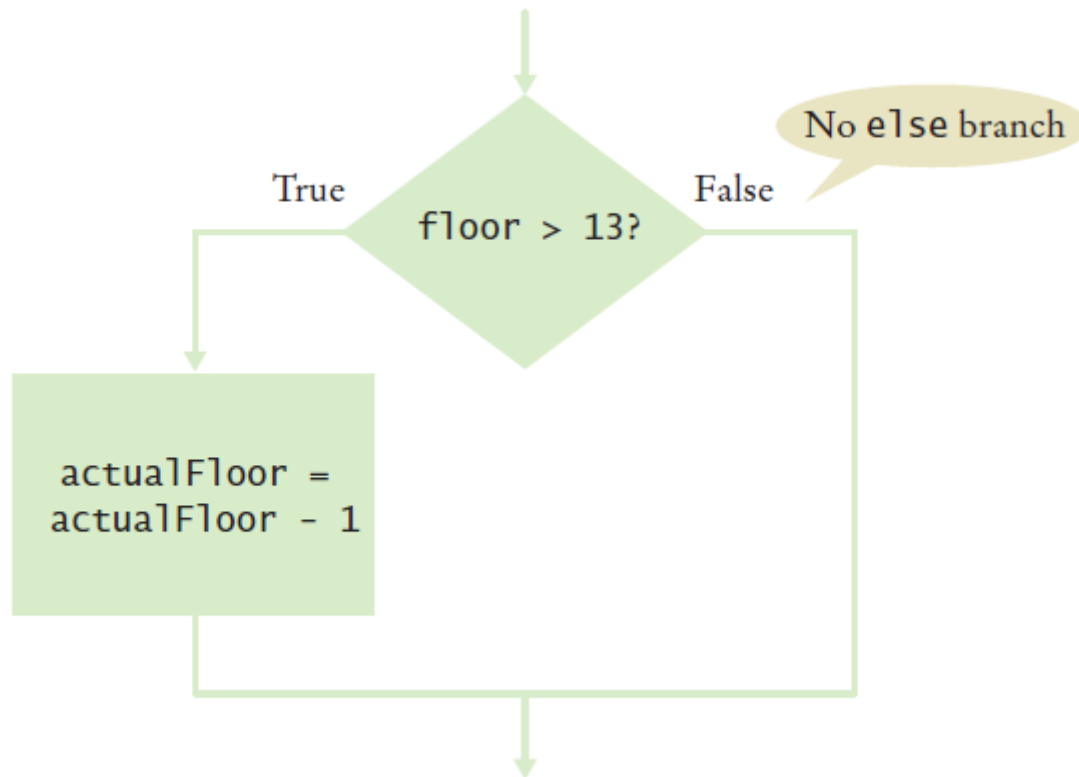 No else branch
True
False
floor > 13?
actualFloor =
actualFloor - 1